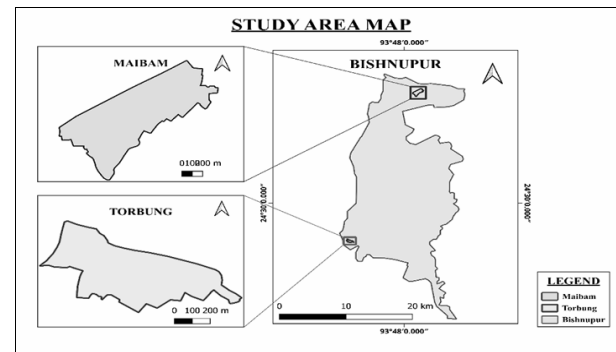 STUDY AREA MAP
93°48'0.000"
MAIBAM
BISHNUPUR
TORBUNG
0 100 200 m
24°30'0.000"
24°30'0.000"
0 10 20 km
93°48'0.000"
LEGEND
Maibam
Torbung
Bishnupur